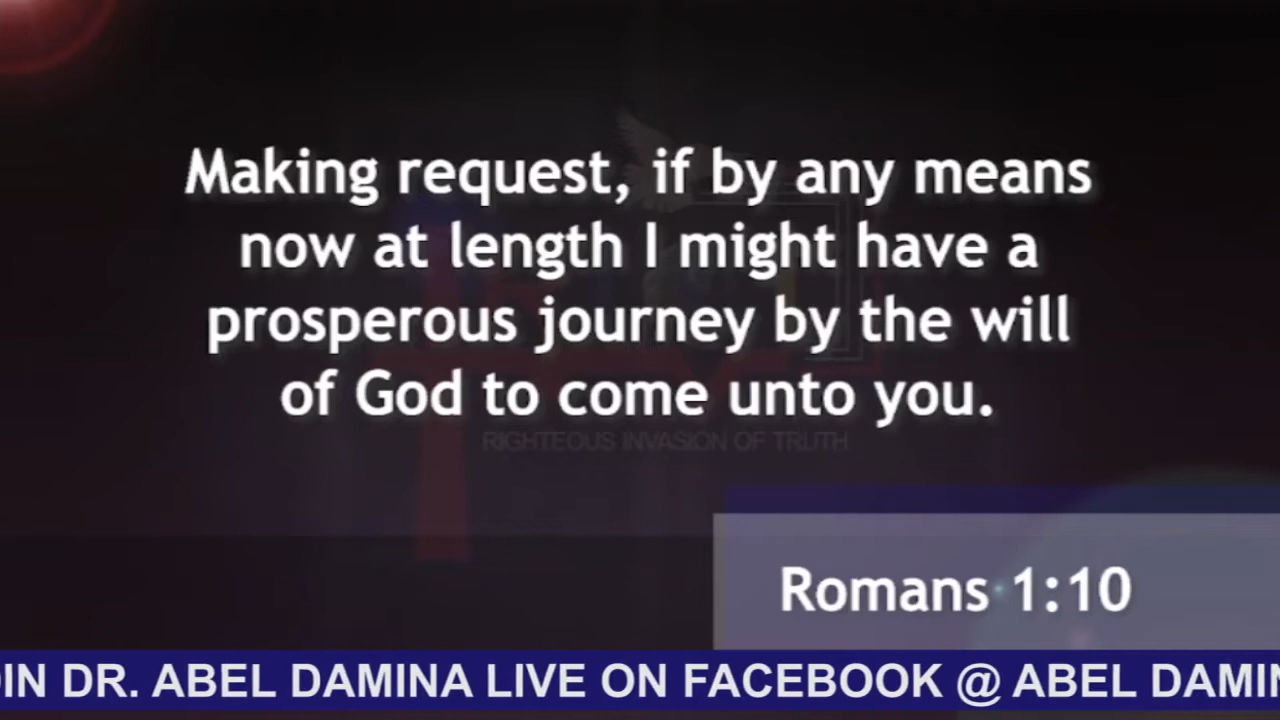 Making request, if by any means
now at length I might have a
prosperous journey by the will
of God to come unto you.
RIGHTEOUS INVASION OF TRUTH
Romans 1:10
OIN DR. ABEL DAMINA LIVE ON FACEBOOK @ ABEL DAMIN